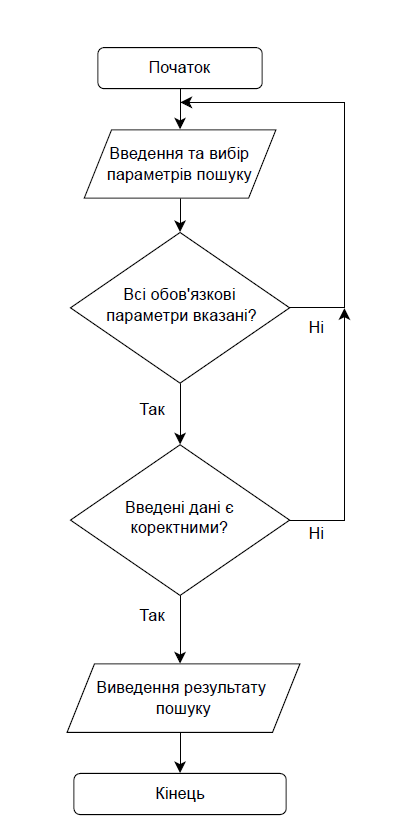 Початок
Введення та вибір
параметрів пошуку
Всі обов'язкові
параметри вказані?
Ні
Так
Введені дані є
коректними?
Ні
Так
Виведення результату
пошуку
Кінець